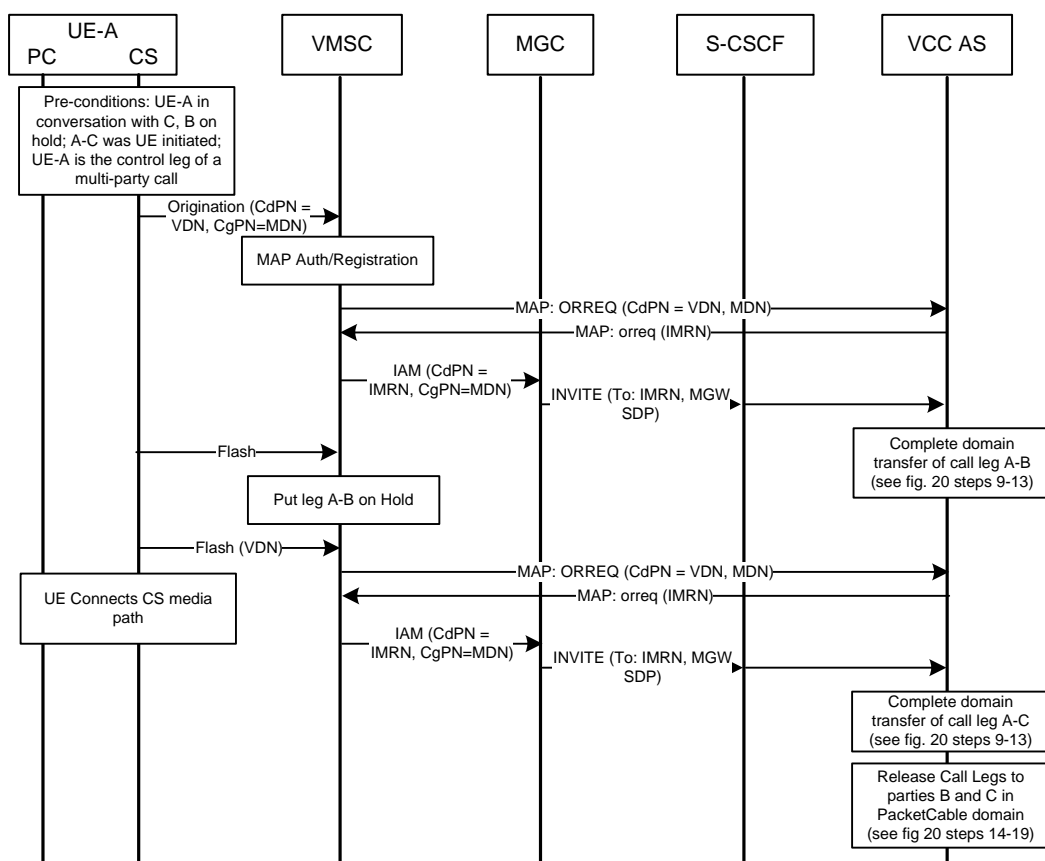 UE-A
PC CS
VMSC
MGC
S-CSCF
VCC AS
Pre-conditions: UE-A in
conversation with C, B on
hold; A-C was UE initiated;
UE-A is the control leg of a
multi-party call
Origination (CdPN =
VDN, CgPN=MDN)
MAP Auth/Registration
MAP: ORREQ (CdPN = VDN, MDN)
MAP: orreq (IMRN)
IAM (CdPN =
IMRN, CgPN=MDN)
INVITE (To: IMRN, MGW
SDP)
Complete domain
transfer of call leg A-B
(see fig. 20 steps 9-13)
Flash
Put leg A-B on Hold
Flash (VDN)
MAP: ORREQ (CdPN = VDN, MDN)
MAP: orreq (IMRN)
UE Connects CS media
path
IAM (CdPN =
IMRN, CgPN=MDN)
INVITE (To: IMRN, MGW
SDP)
Complete domain
transfer of call leg A-C
(see fig. 20 steps 9-13)
Release Call Legs to
parties B and C in
PacketCable domain
(see fig 20 steps 14-19)